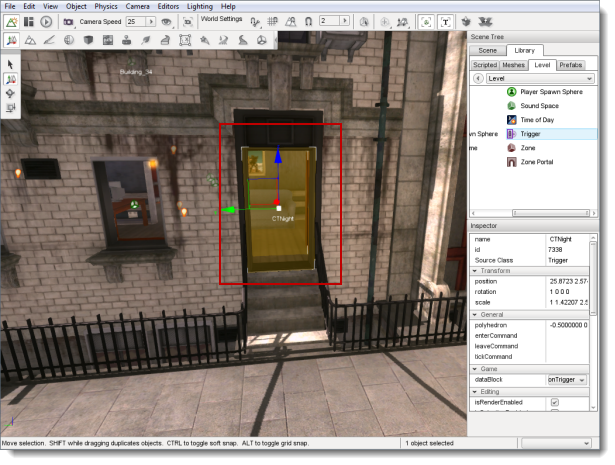 File Edit View Object Physics Camera Editors Lighting Help
Camera Speed 25 World Settings 2 T
Building_34
CTNight
Scene Tree
Scene Library
Scripted Meshes Level Prefabs
Level
Player Spawn Sphere
Sound Space
Time of Day
wn Sphere Trigger
me Zone
Zone Portal
Inspector
name CTNight
id 7338
Source Class Trigger
Transform
position 25.8723 2.57
rotation 1 0 0 0
scale 1 1.42207 2.5
General
polyhedron -0.5000000 0
enterCommand
leaveCommand
tickCommand
Game
dataBlock onTrigger
Editing
isRenderEnabled
Move selection. SHIFT while dragging duplicates objects. CTRL to toggle soft snap. ALT to toggle grid snap. 1 object selected